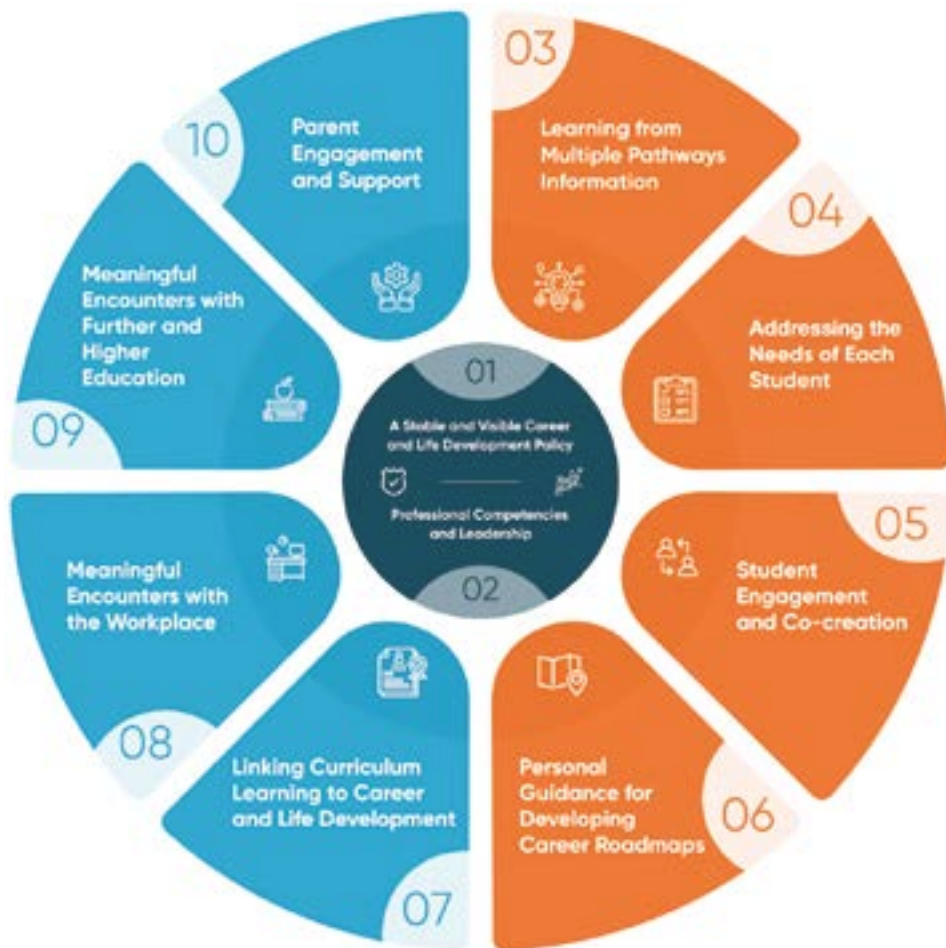 01
A Stable and Visible Career
and Life Development Policy
Professional Competencies
and Leadership
02
03
Learning from
Multiple Pathways
Information
04
Addressing the
Needs of Each
Student
05
Student
Engagement
and Co-creation
06
Personal
Guidance for
Developing
Career Roadmaps
07
Linking Curriculum
Learning to Career
and Life Development
08
Meaningful
Encounters with
the Workplace
09
Meaningful
Encounters with
Further and
Higher
Education
10
Parent
Engagement
and Support